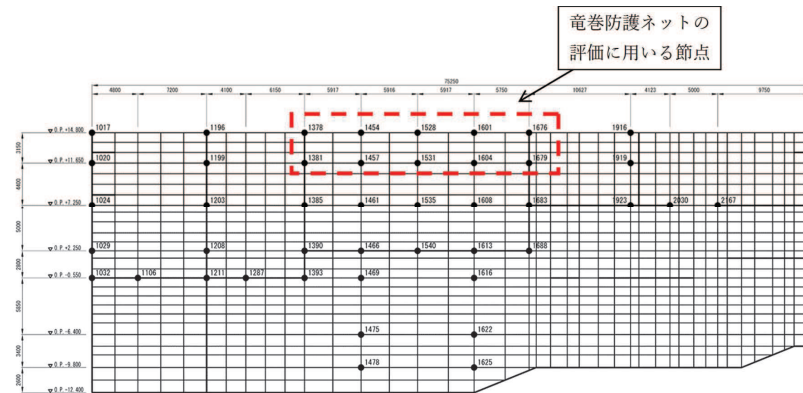 竜巻防護ネットの
評価に用いる節点
75250
4800 7200 4100 6150 5917 5916 5917 5750 10627 4122 5000 9750
O.P.+14.800 1017 1196 1378 1454 1528 1601 1676 1916
3150
O.P.+11.650 1020 1199 1381 1457 1531 1604 1679 1919
4400
O.P.+7.250 1024 1203 1385 1461 1535 1608 1683 1923 2030 2167
5000
O.P.+2.250 1029 1208 1390 1466 1540 1613 1688
2800
O.P.-0.550 1032 1106 1211 1287 1393 1469 1616
5850
O.P.-6.400 1475 1622
3400
O.P.-9.800 1478 1625
2600
O.P.-12.400